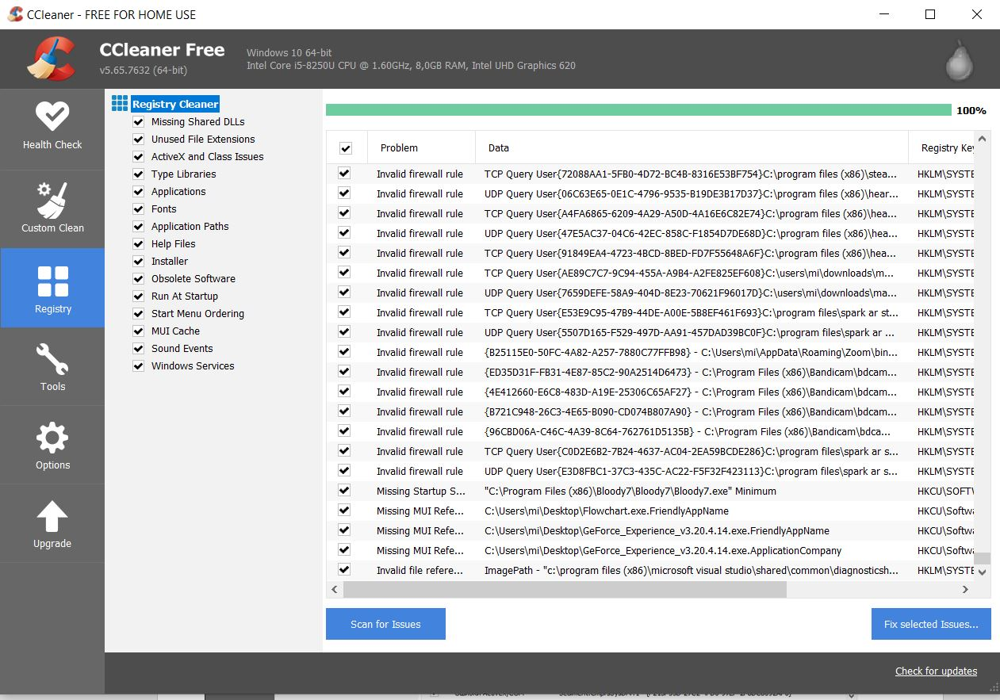 CCleaner - FREE FOR HOME USE
CCleaner Free
v5.65.7632 (64-bit)
Windows 10 64-bit
Intel Core i5-8250U CPU @ 1.60GHz, 8,0GB RAM, Intel UHD Graphics 620
Health Check
Custom Clean
Registry
Tools
Options
Upgrade
Registry Cleaner
Missing Shared DLLs
Unused File Extensions
ActiveX and Class Issues
Type Libraries
Applications
Fonts
Application Paths
Help Files
Installer
Obsolete Software
Run At Startup
Start Menu Ordering
MUI Cache
Sound Events
Windows Services
100%
Problem Data Registry Key
Invalid firewall rule TCP Query User{72088AA1-5FB0-4D72-BC4B-8316E53BF754}C:\program files (x86)\stea... HKLM\SYSTE
Invalid firewall rule UDP Query User{06C63E65-0E1C-4796-9535-B19DE3B17D37}C:\program files (x86)\hear... HKLM\SYSTE
Invalid firewall rule TCP Query User{A4FA6865-6209-4A29-A50D-4A16E6C82E74}C:\program files (x86)\hea... HKLM\SYSTE
Invalid firewall rule UDP Query User{47E5AC37-04C6-42EC-858C-F1854D7DE68D}C:\program files (x86)\hea... HKLM\SYSTE
Invalid firewall rule TCP Query User{91849EA4-4723-4BCD-8BED-FD7F55648A6F}C:\program files (x86)\hea... HKLM\SYSTE
Invalid firewall rule TCP Query User{AE89C7C7-9C94-455A-A9B4-A2FE825EF608}C:\users\mi\downloads\m... HKLM\SYSTE
Invalid firewall rule UDP Query User{7659DEFE-58A9-404D-8E23-70621F96017D}C:\users\mi\downloads\ma... HKLM\SYSTE
Invalid firewall rule TCP Query User{E53E9C95-47B9-44DE-A00E-5B8EF461F693}C:\program files\spark ar st... HKLM\SYSTE
Invalid firewall rule UDP Query User{5507D165-F529-497D-AA91-457DAD39BC0F}C:\program files\spark ar ... HKLM\SYSTE
Invalid firewall rule {B25115E0-50FC-4A82-A257-7880C77FFB98} - C:\Users\mi\AppData\Roaming\Zoom\bin... HKLM\SYSTE
Invalid firewall rule {ED35D31F-FB31-4E87-85C2-90A2514D6473} - C:\Program Files (x86)\Bandicam\bdcam... HKLM\SYSTE
Invalid firewall rule {4E412660-E6C8-483D-A19E-25306C65AF27} - C:\Program Files (x86)\Bandicam\bdcam... HKLM\SYSTE
Invalid firewall rule {B721C948-26C3-4E65-B090-CD074B807A90} - C:\Program Files (x86)\Bandicam\bdcam... HKLM\SYSTE
Invalid firewall rule {96CBD06A-C46C-4A39-8C64-762761D5135B} - C:\Program Files (x86)\Bandicam\bdca... HKLM\SYSTE
Invalid firewall rule TCP Query User{C0D2E6B2-7B24-4637-AC04-2EA59BCDE286}C:\program files\spark ar s... HKLM\SYSTE
Invalid firewall rule UDP Query User{E3D8FBC1-37C3-435C-AC22-F5F32F423113}C:\program files\spark ar s... HKLM\SYSTE
Missing Startup S... "C:\Program Files (x86)\Bloody7\Bloody7\Bloody7.exe" Minimum HKCU\SOFTW
Missing MUI Refe... C:\Users\mi\Desktop\Flowchart.exe.FriendlyAppName HKCU\Softwa
Missing MUI Refe... C:\Users\mi\Desktop\GeForce_Experience_v3.20.4.14.exe.FriendlyAppName HKCU\Softwa
Missing MUI Refe... C:\Users\mi\Desktop\GeForce_Experience_v3.20.4.14.exe.ApplicationCompany HKCU\Softwa
Invalid file refere... ImagePath - "c:\program files (x86)\microsoft visual studio\shared\common\diagnosticsh... HKLM\SYSTE
Scan for Issues
Fix selected Issues...
Check for updates